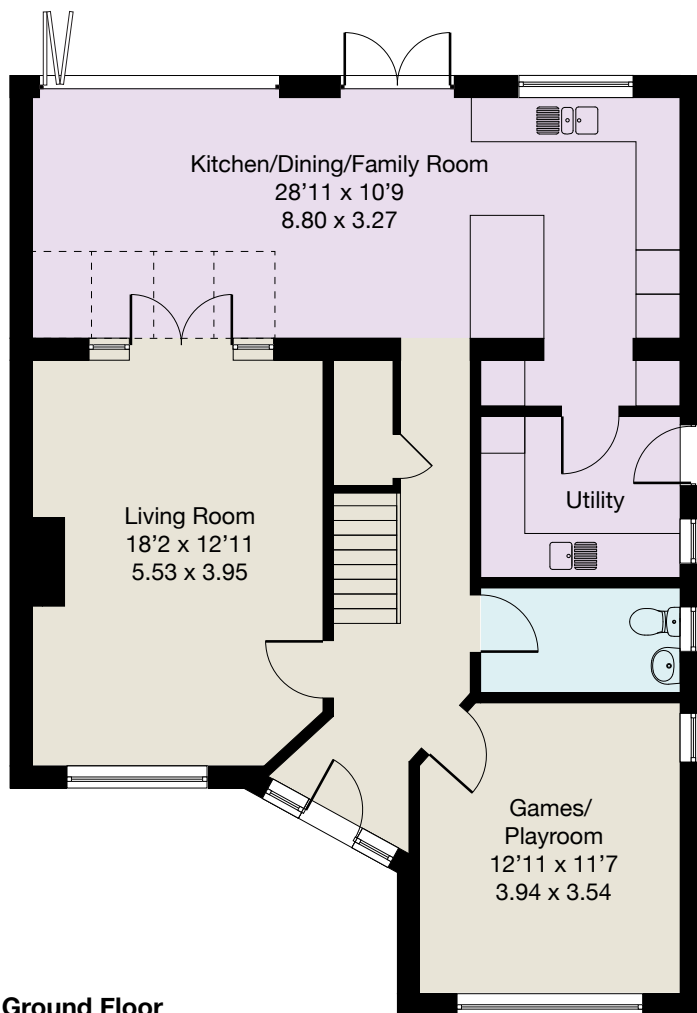 Kitchen/Dining/Family Room
28'11 x 10'9
8.80 x 3.27
Living Room
18'2 x 12'11
5.53 x 3.95
Utility
Games/
Playroom
12'11 x 11'7
3.94 x 3.54
Ground Floor